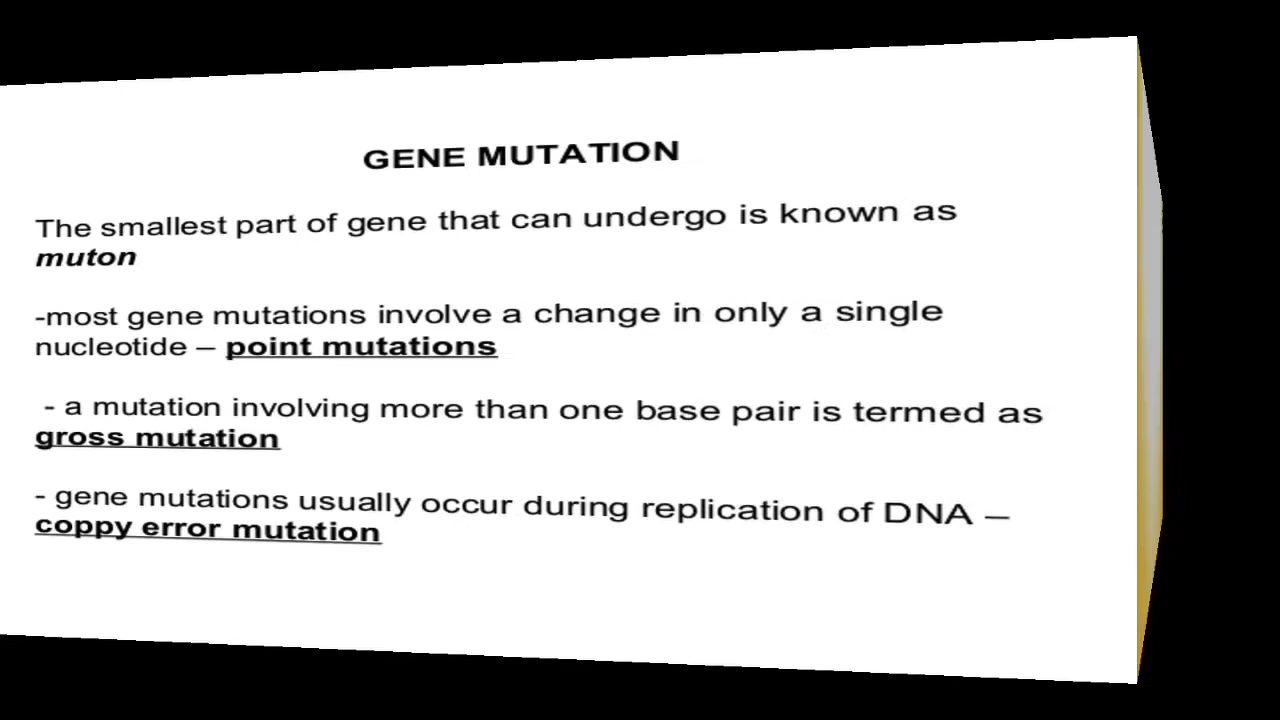 GENE MUTATION
The smallest part of gene that can undergo is known as
muton
-most gene mutations involve a change in only a single
nucleotide – point mutations
- a mutation involving more than one base pair is termed as
gross mutation
- gene mutations usually occur during replication of DNA –
coppy error mutation